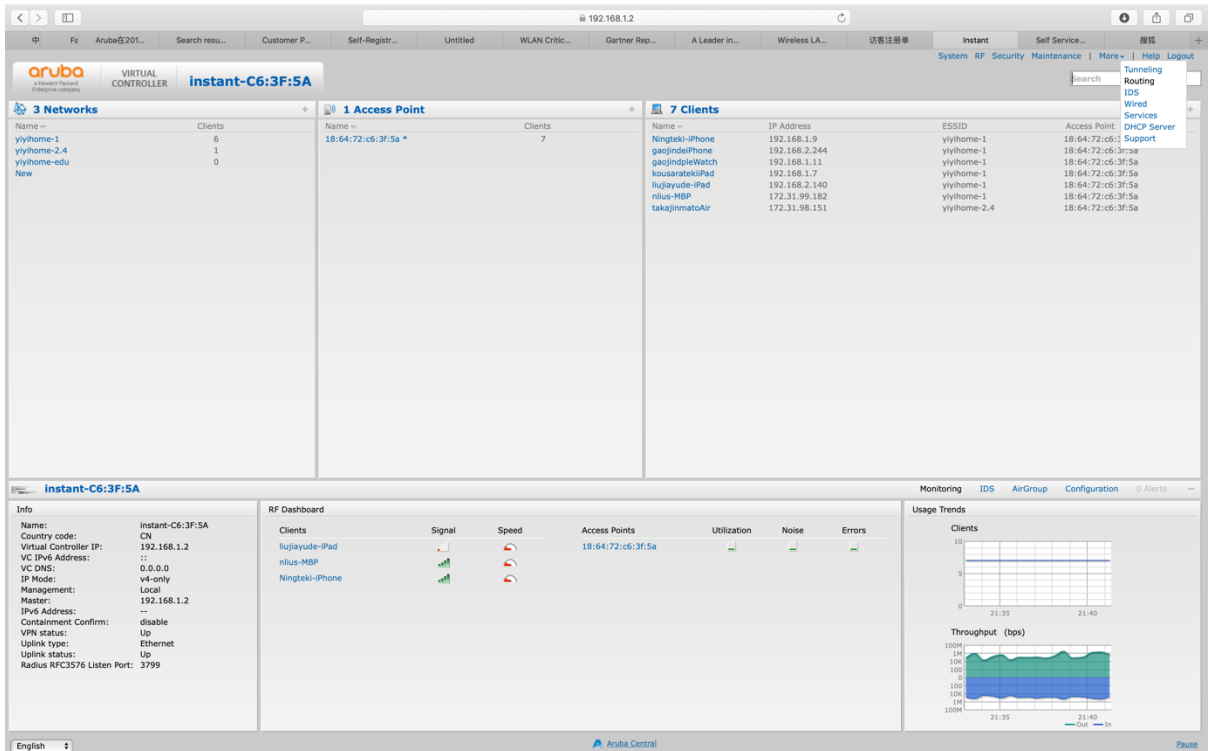 192.168.1.2
中 Fa Aruba在201... Search resu... Customer P... Self-Registr... Untitled WLAN Critic... Gartner Rep... A Leader in... Wireless LA... 访客注册单 Instant Self Service... 搜狐
System RF Security Maintenance | More | Help Logout
aruba
a Hewlett Packard
Enterprise company
VIRTUAL
CONTROLLER
instant-C6:3F:5A
Search
Tunneling
Routing
IDS
Wired
Services
DHCP Server
Support
3 Networks +
Name Clients
yiyihome-1 6
yiyihome-2.4 1
yiyihome-edu 0
New
1 Access Point +
Name Clients
18:64:72:c6:3f:5a * 7
7 Clients +
Name IP Address ESSID Access Point
Ningteki-iPhone 192.168.1.9 yiyihome-1 18:64:72:c6:
gaojindeiPhone 192.168.2.244 yiyihome-1 18:64:72:c6:3f:5a
gaojindpleWatch 192.168.1.11 yiyihome-1 18:64:72:c6:3f:5a
kousaratekiiPad 192.168.1.7 yiyihome-1 18:64:72:c6:3f:5a
liujiayude-iPad 192.168.2.140 yiyihome-1 18:64:72:c6:3f:5a
nlius-MBP 172.31.99.182 yiyihome-1 18:64:72:c6:3f:5a
takajinmatoAir 172.31.98.151 yiyihome-2.4 18:64:72:c6:3f:5a
instant-C6:3F:5A
Monitoring IDS AirGroup Configuration 0 Alerts –
Info
Name: instant-C6:3F:5A
Country code: CN
Virtual Controller IP: 192.168.1.2
VC IPv6 Address: ::
VC DNS: 0.0.0.0
IP Mode: v4-only
Management: Local
Master: 192.168.1.2
IPv6 Address: --
Containment Confirm: disable
VPN status: Up
Uplink type: Ethernet
Uplink status: Up
Radius RFC3576 Listen Port: 3799
RF Dashboard
Clients Signal Speed Access Points Utilization Noise Errors
liujiayude-iPad 18:64:72:c6:3f:5a
nlius-MBP
Ningteki-iPhone
Usage Trends
Clients
10
5
0
21:35 21:40
Throughput (bps)
100M
1M
10K
100
0
100
10K
1M
100M
21:35 21:40
Out In
English
Aruba Central
Pause